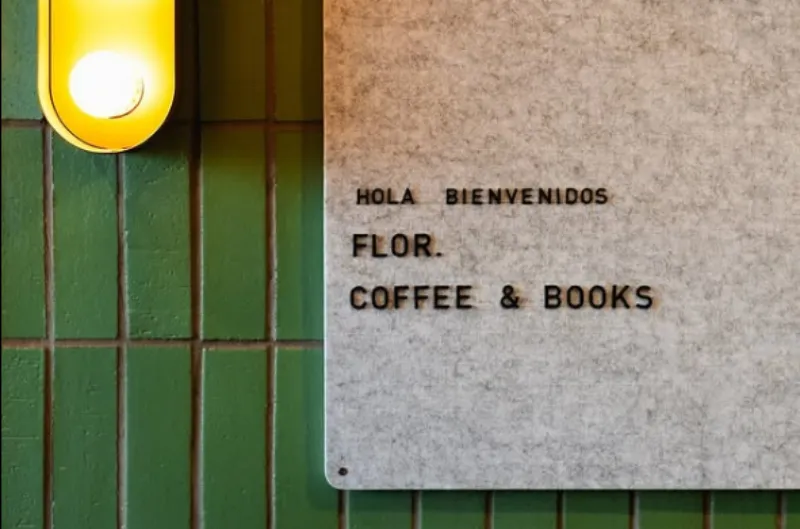 HOLA BIENVENIDOS
FLOR.
COFFEE & BOOKS